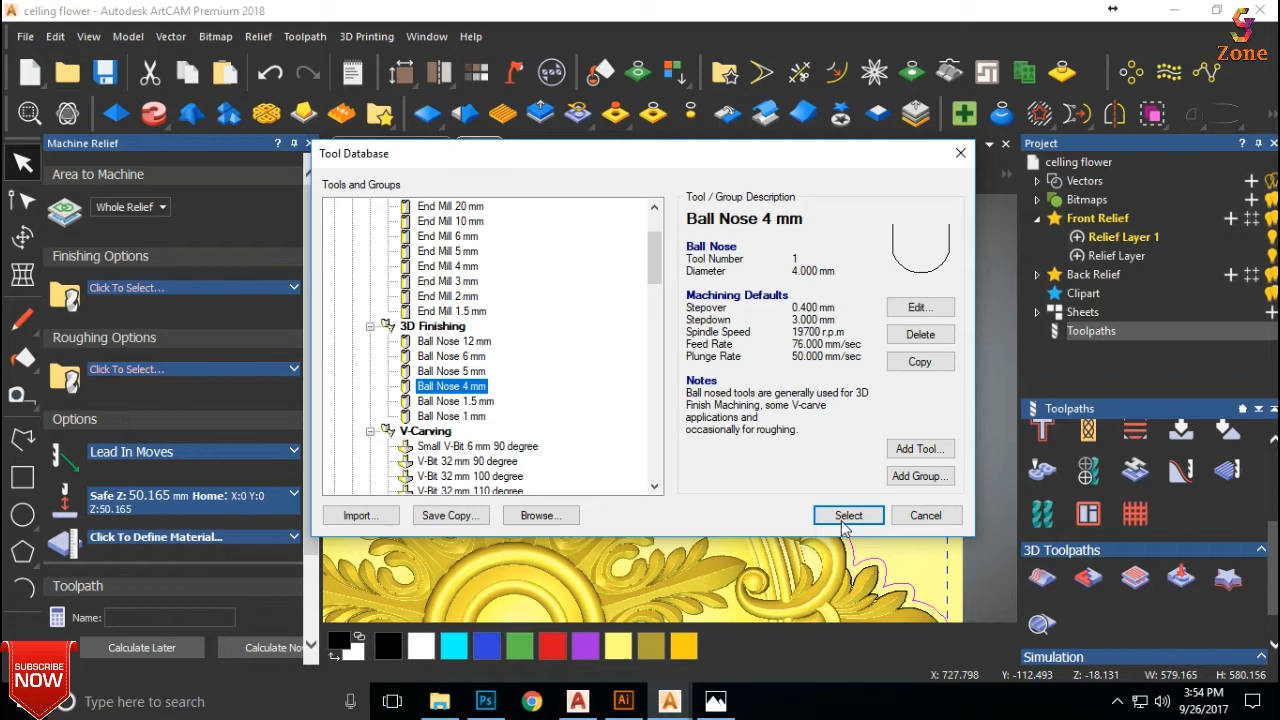 celling flower - Autodesk ArtCAM Premium 2018
File Edit View Model Vector Bitmap Relief Toolpath 3D Printing Window Help
Zone
Machine Relief
Area to Machine
Whole Relief
Finishing Options
Click To Select...
Roughing Options
Click To Select...
Options
Lead In Moves
Safe Z: 50.165 mm Home: X:0 Y:0
Z:50.165
Click To Define Material...
Toolpath
Name:
Calculate Later
Calculate Now
Tool Database
Tools and Groups
End Mill 20 mm
End Mill 10 mm
End Mill 6 mm
End Mill 5 mm
End Mill 4 mm
End Mill 3 mm
End Mill 2 mm
End Mill 1.5 mm
3D Finishing
Ball Nose 12 mm
Ball Nose 6 mm
Ball Nose 5 mm
Ball Nose 4 mm
Ball Nose 1.5 mm
Ball Nose 1 mm
V-Carving
Small V-Bit 6 mm 90 degree
V-Bit 32 mm 90 degree
V-Bit 32 mm 100 degree
V-Bit 32 mm 110 degree
Import...
Save Copy...
Browse...
Tool / Group Description
Ball Nose 4 mm
Ball Nose
Tool Number 1
Diameter 4.000 mm
Machining Defaults
Stepover 0.400 mm
Stepdown 3.000 mm
Spindle Speed 19700 r.p.m
Feed Rate 76.000 mm/sec
Plunge Rate 50.000 mm/sec
Notes
Ball nosed tools are generally used for 3D
Finish Machining, some V-carve
applications and
occasionally for roughing.
Edit...
Delete
Copy
Add Tool...
Add Group...
Select
Cancel
Project
celling flower
Vectors
Bitmaps
Front Relief
Relief Layer 1
Relief Layer
Back Relief
Clipart
Sheets
Toolpaths
Toolpaths
3D Toolpaths
Simulation
X: 727.798 Y: -112.493 Z: -18.131 W: 579.165 H: 580.156
SUBSCRIBE
NOW
Type here to search
Ps
Ai
3:54 PM
9/26/2017